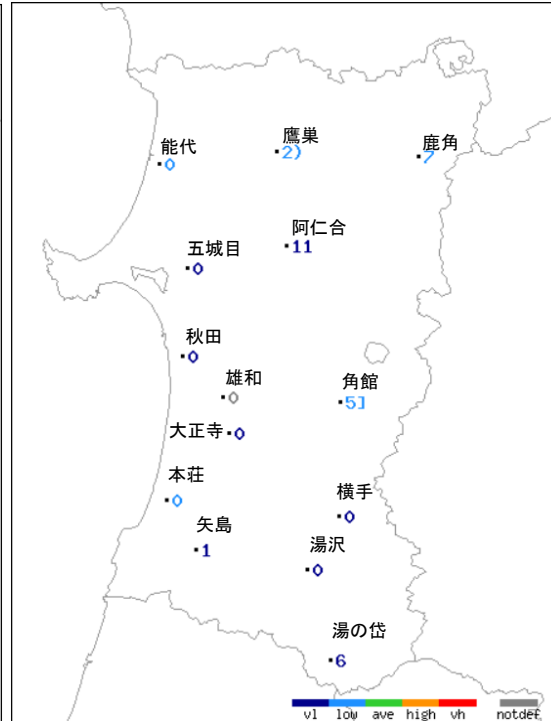 能代
0
鷹巣
2)
鹿角
7
阿仁合
11
五城目
0
秋田
0
雄和
0
角館
5]
大正寺
0
本荘
0
横手
0
矢島
1
湯沢
0
湯の岱
6
vl low ave high vh notdef